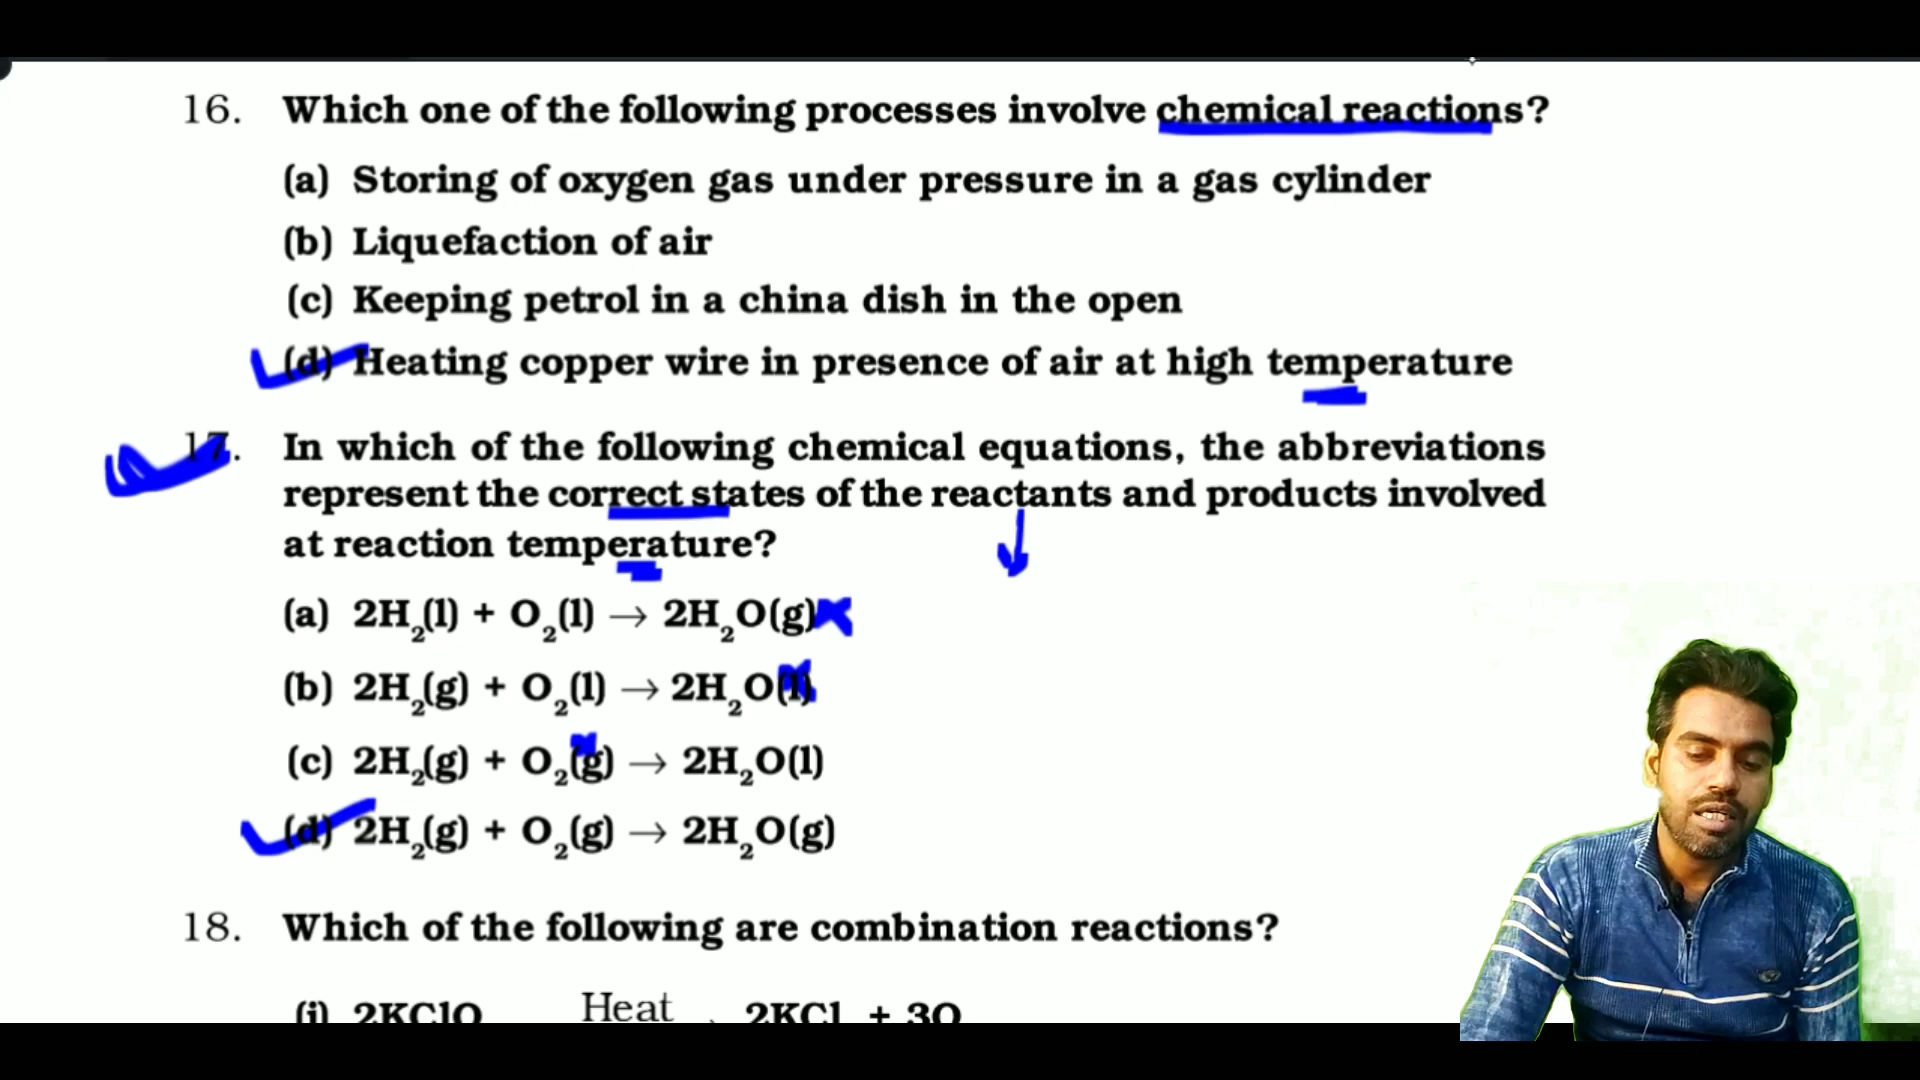 16. Which one of the following processes involve chemical reactions?
(a) Storing of oxygen gas under pressure in a gas cylinder
(b) Liquefaction of air
(c) Keeping petrol in a china dish in the open
(d) Heating copper wire in presence of air at high temperature
17. In which of the following chemical equations, the abbreviations
represent the correct states of the reactants and products involved
at reaction temperature?
(a) 2H₂(l) + O₂(l) → 2H₂O(g)
(b) 2H₂(g) + O₂(l) → 2H₂O(l)
(c) 2H₂(g) + O₂(g) → 2H₂O(l)
(d) 2H₂(g) + O₂(g) → 2H₂O(g)
18. Which of the following are combination reactions?
Heat
(i) 2KClO 2KCl + 3O